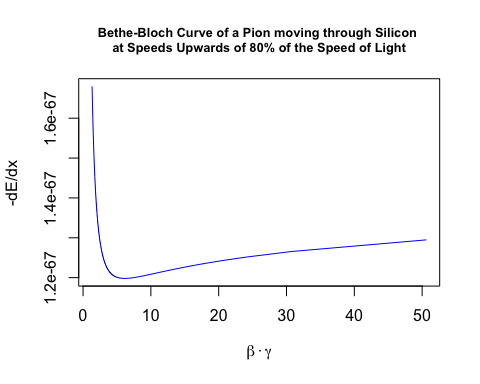 Bethe-Bloch Curve of a Pion moving through Silicon
at Speeds Upwards of 80% of the Speed of Light
-dE/dx
1.6e-67
1.4e-67
1.2e-67
0 10 20 30 40 50
β · γ